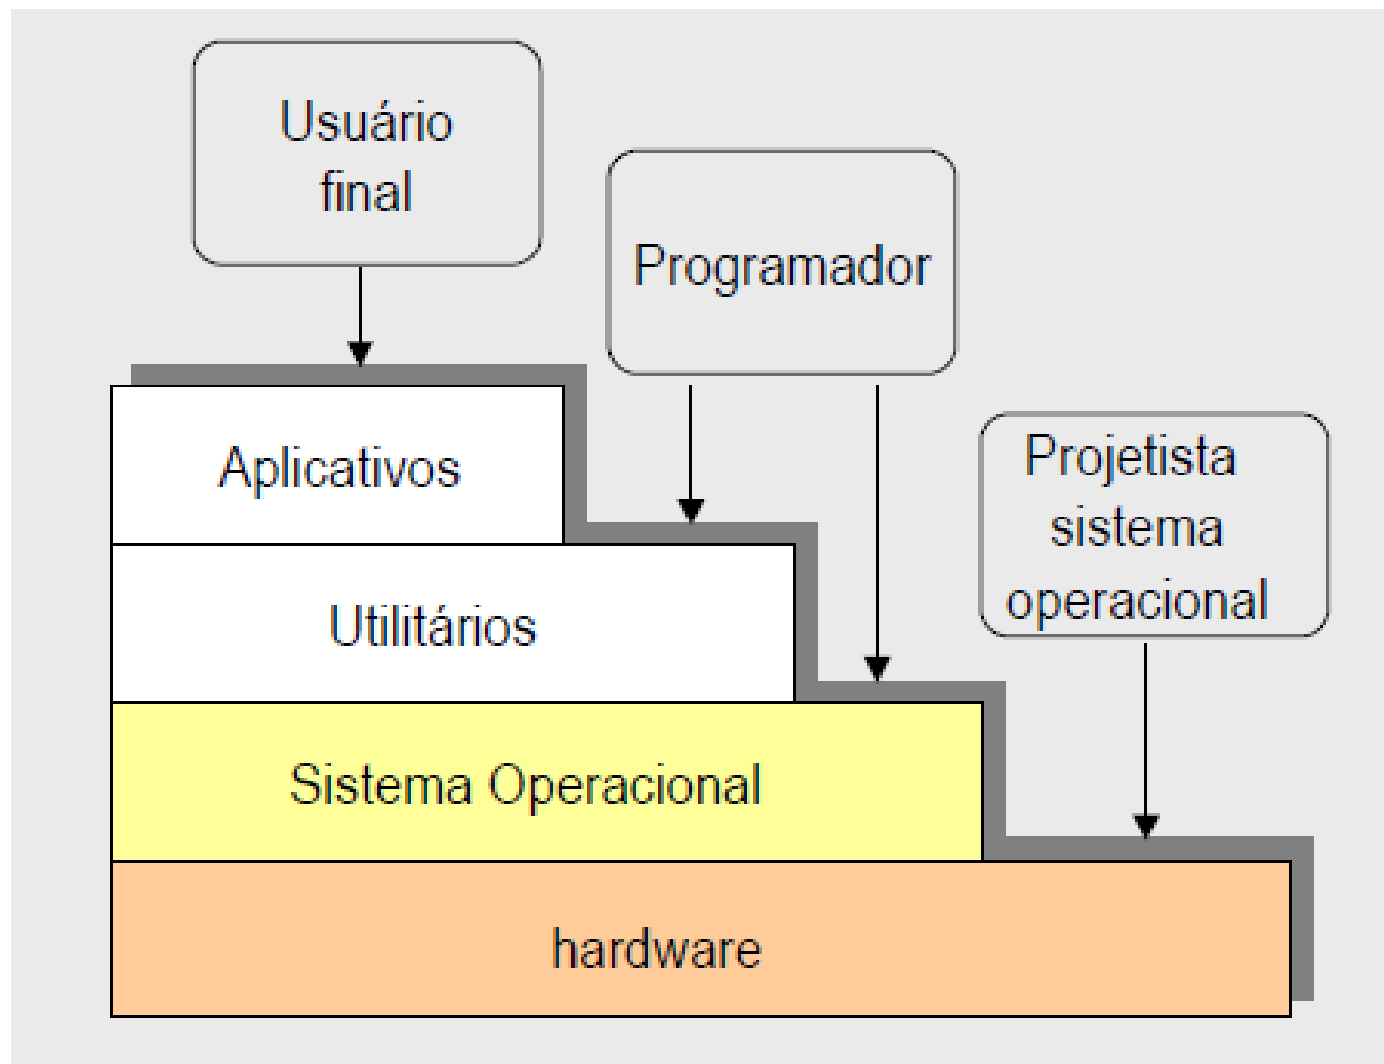 Usuário
final
Programador
Projetista
sistema
operacional
Aplicativos
Utilitários
Sistema Operacional
hardware